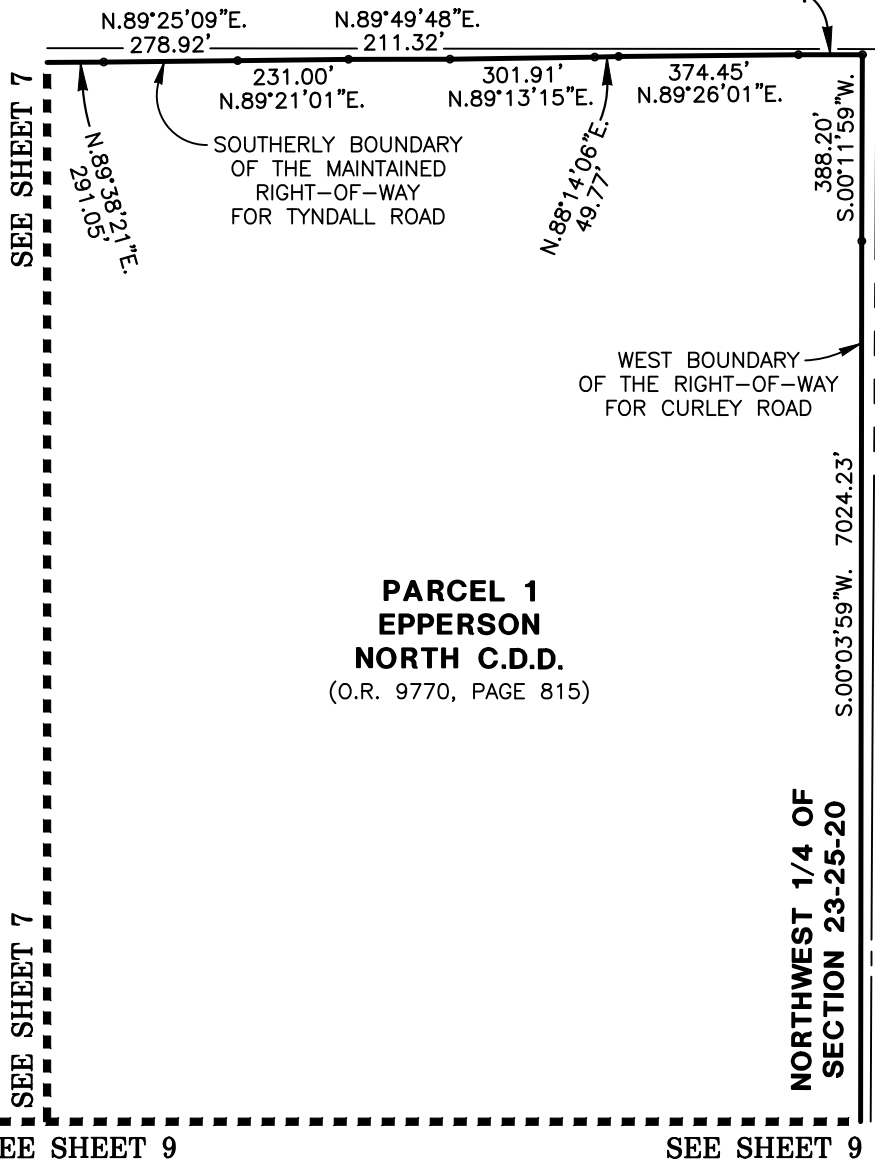 N.89°25'09"E.
278.92'
N.89°49'48"E.
211.32'
231.00'
N.89°21'01"E.
301.91'
N.89°13'15"E.
374.45'
N.89°26'01"E.
N.89°38'21"E.
291.05'
N.88°14'06"E.
49.77'
388.20'
S.00°11'59"W.
SEE SHEET 7
SOUTHERLY BOUNDARY
OF THE MAINTAINED
RIGHT-OF-WAY
FOR TYNDALL ROAD
WEST BOUNDARY
OF THE RIGHT-OF-WAY
FOR CURLEY ROAD
S.00°03'59"W. 7024.23'
PARCEL 1
EPPERSON
NORTH C.D.D.
(O.R. 9770, PAGE 815)
NORTHWEST 1/4 OF
SECTION 23-25-20
SEE SHEET 7
EE SHEET 9
SEE SHEET 9